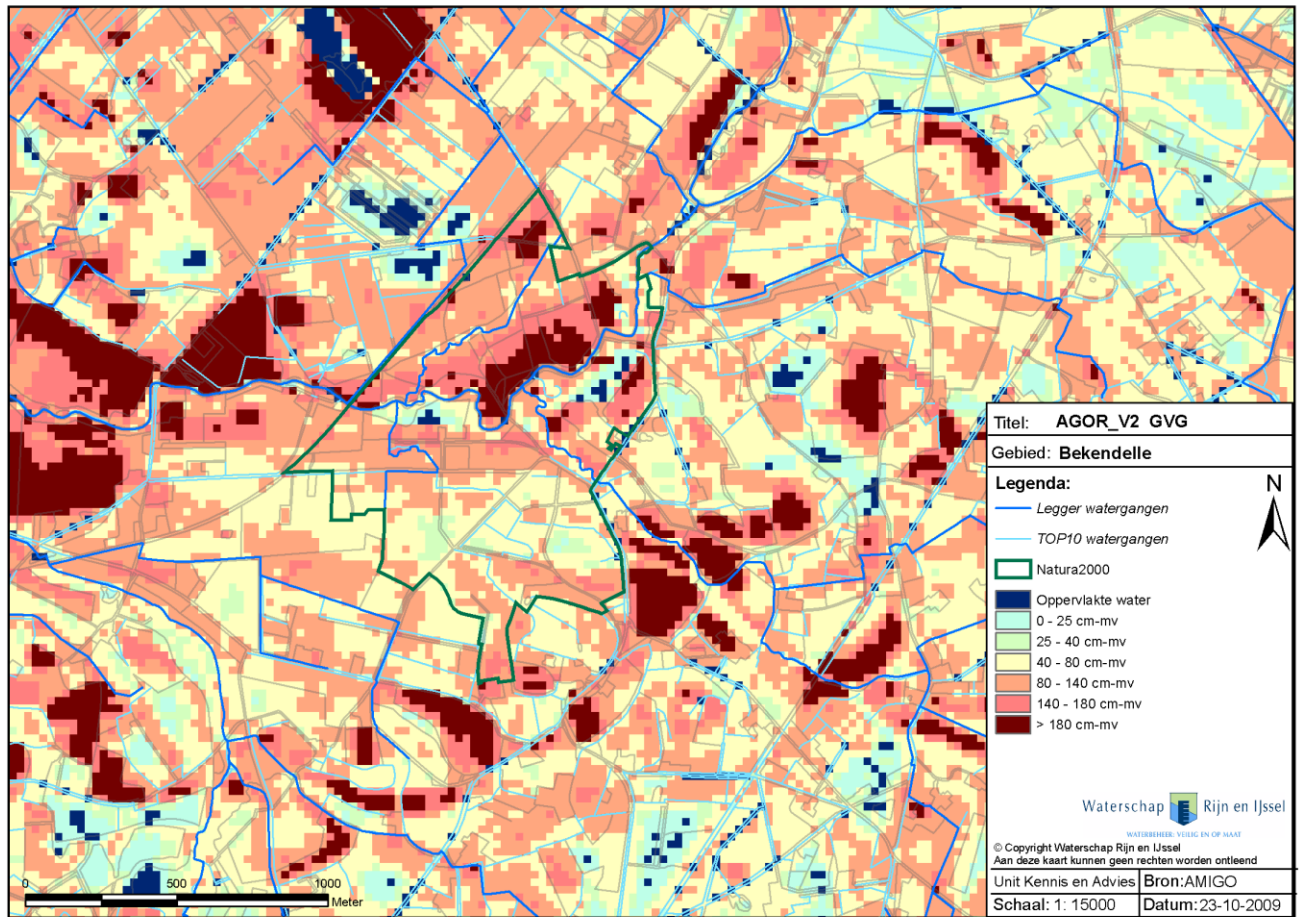 Titel: AGOR_V2 GVG
Gebied: Bekendelle
Legenda:
N
Legger watergangen
TOP10 watergangen
Natura2000
Oppervlakte water
0 - 25 cm-mv
25 - 40 cm-mv
40 - 80 cm-mv
80 - 140 cm-mv
140 - 180 cm-mv
> 180 cm-mv
Waterschap Rijn en IJssel
WATERBEHEER: VEILIG EN OP MAAT
© Copyright Waterschap Rijn en IJssel
Aan deze kaart kunnen geen rechten worden ontleend
Unit Kennis en Advies Bron:AMIGO
Schaal: 1: 15000 Datum:23-10-2009
0 500 1000
Meter